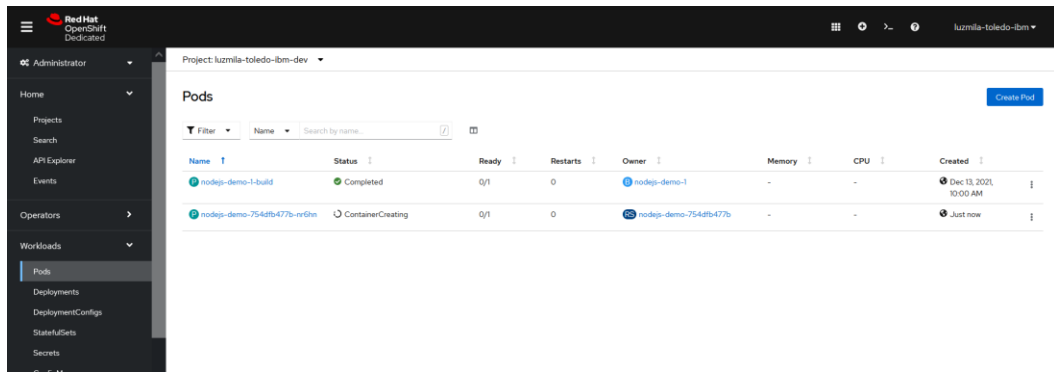 Red Hat
OpenShift
Dedicated
luzmila-toledo-ibm
Administrator
Project: luzmila-toledo-ibm-dev
Home
Projects
Search
API Explorer
Events
Operators
Workloads
Pods
Deployments
DeploymentConfigs
StatefulSets
Secrets
Pods
Create Pod
Filter Name Search by name... /
Name Status Ready Restarts Owner Memory CPU Created
P nodejs-demo-1-build Completed 0/1 0 B nodejs-demo-1 - - Dec 13, 2021,
10:00 AM
P nodejs-demo-754dfb477b-nr6hn ContainerCreating 0/1 0 RS nodejs-demo-754dfb477b - - Just now